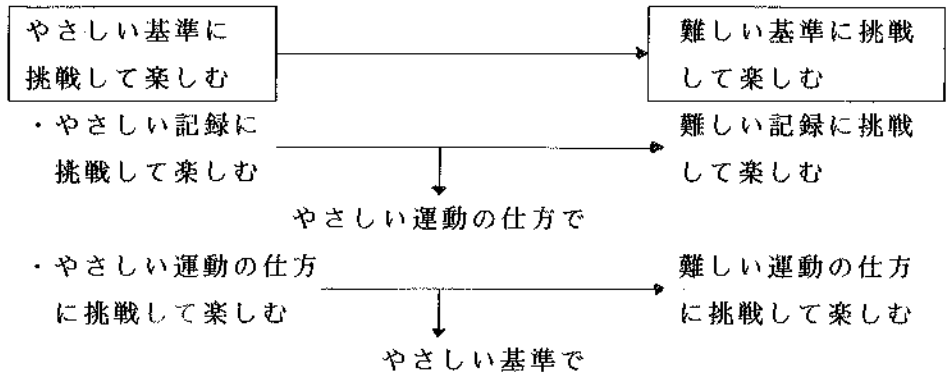 やさしい基準に
挑戦して楽しむ
難しい基準に挑戦
して楽しむ
・やさしい記録に
挑戦して楽しむ
難しい記録に挑戦
して楽しむ
やさしい運動の仕方で
・やさしい運動の仕方
に挑戦して楽しむ
難しい運動の仕方
に挑戦して楽しむ
やさしい基準で